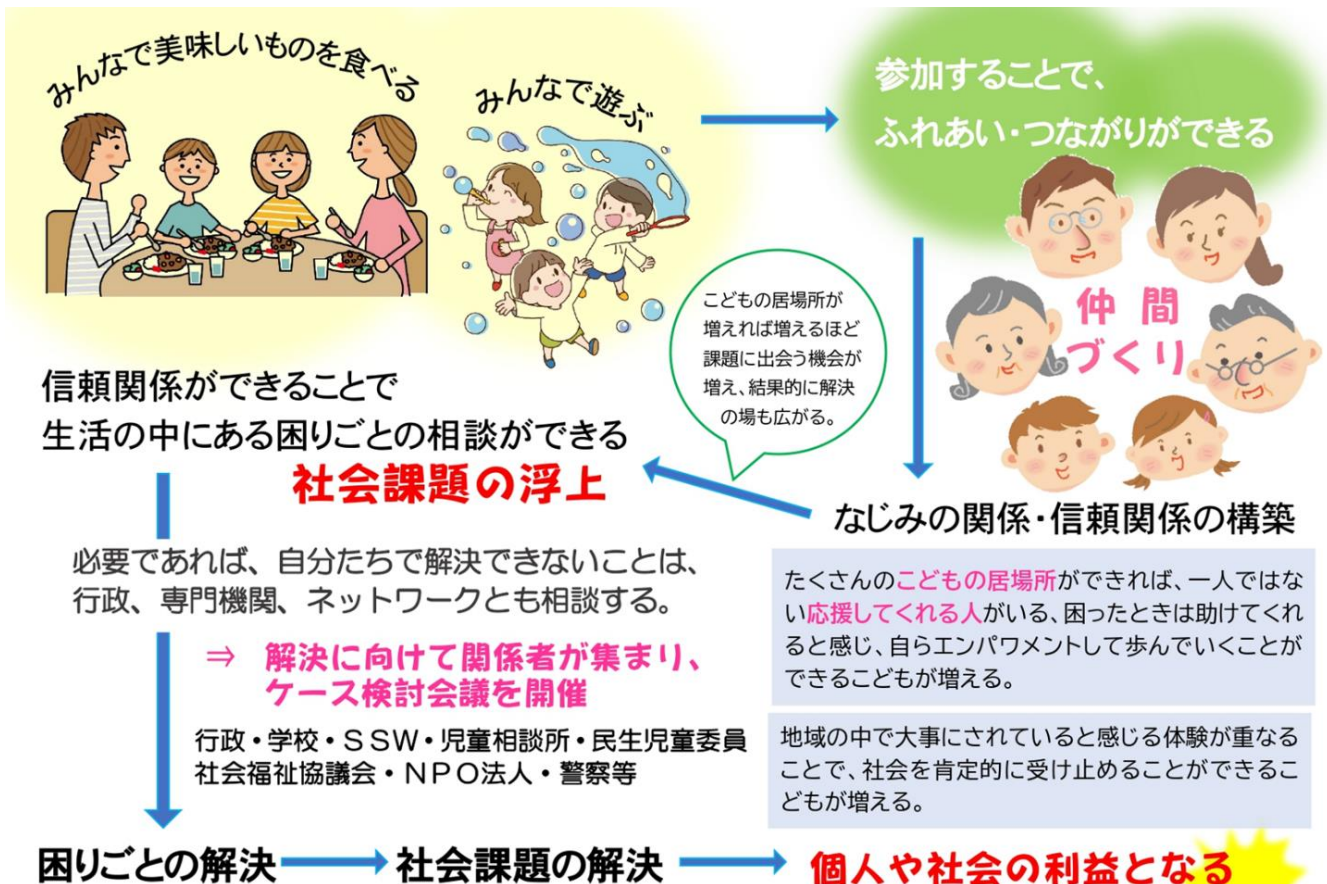 みんなで美味しいものを食べる
みんなで遊ぶ
参加することで、
ふれあい・つながりができる
仲間
づくり
なじみの関係・信頼関係の構築
こどもの居場所が
増えれば増えるほど
課題に出会う機会が
増え、結果的に解決
の場も広がる。
信頼関係ができることで
生活の中にある困りごとの相談ができる
社会課題の浮上
必要であれば、自分たちで解決できないことは、
行政、専門機関、ネットワークとも相談する。
⇒ 解決に向けて関係者が集まり、
ケース検討会議を開催
行政・学校・SSW・児童相談所・民生児童委員
社会福祉協議会・NPO法人・警察等
たくさんのこどもの居場所ができれば、一人ではな
い応援してくれる人がいる、困ったときは助けてくれ
ると感じ、自らエンパワメントして歩んでいくことが
できるこどもが増える。
地域の中で大事にされていると感じる体験が重なる
ことで、社会を肯定的に受け止めることができるこ
どもが増える。
困りごとの解決
社会課題の解決
個人や社会の利益となる